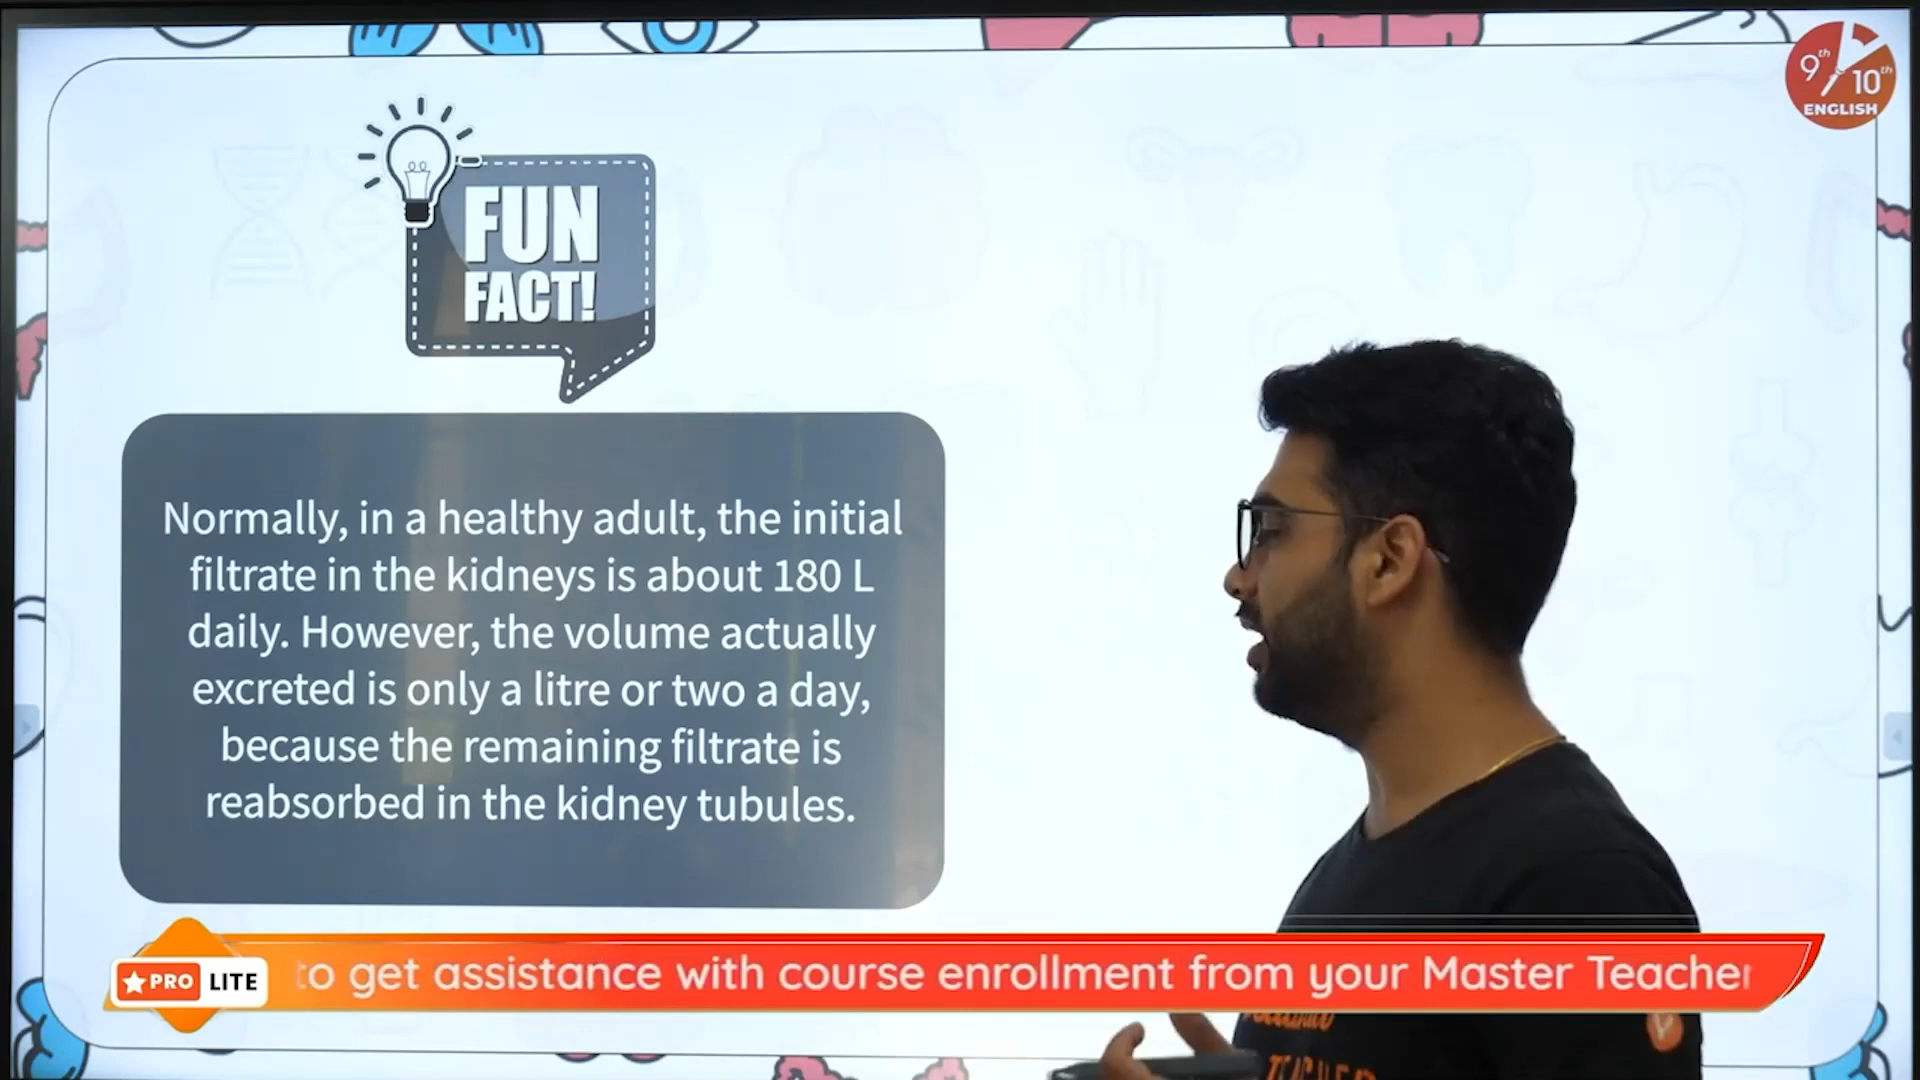 9th
10th
ENGLISH
FUN
FACT!
Normally, in a healthy adult, the initial
filtrate in the kidneys is about 180 L
daily. However, the volume actually
excreted is only a litre or two a day,
because the remaining filtrate is
reabsorbed in the kidney tubules.
PRO LITE
to get assistance with course enrollment from your Master Teacher
V